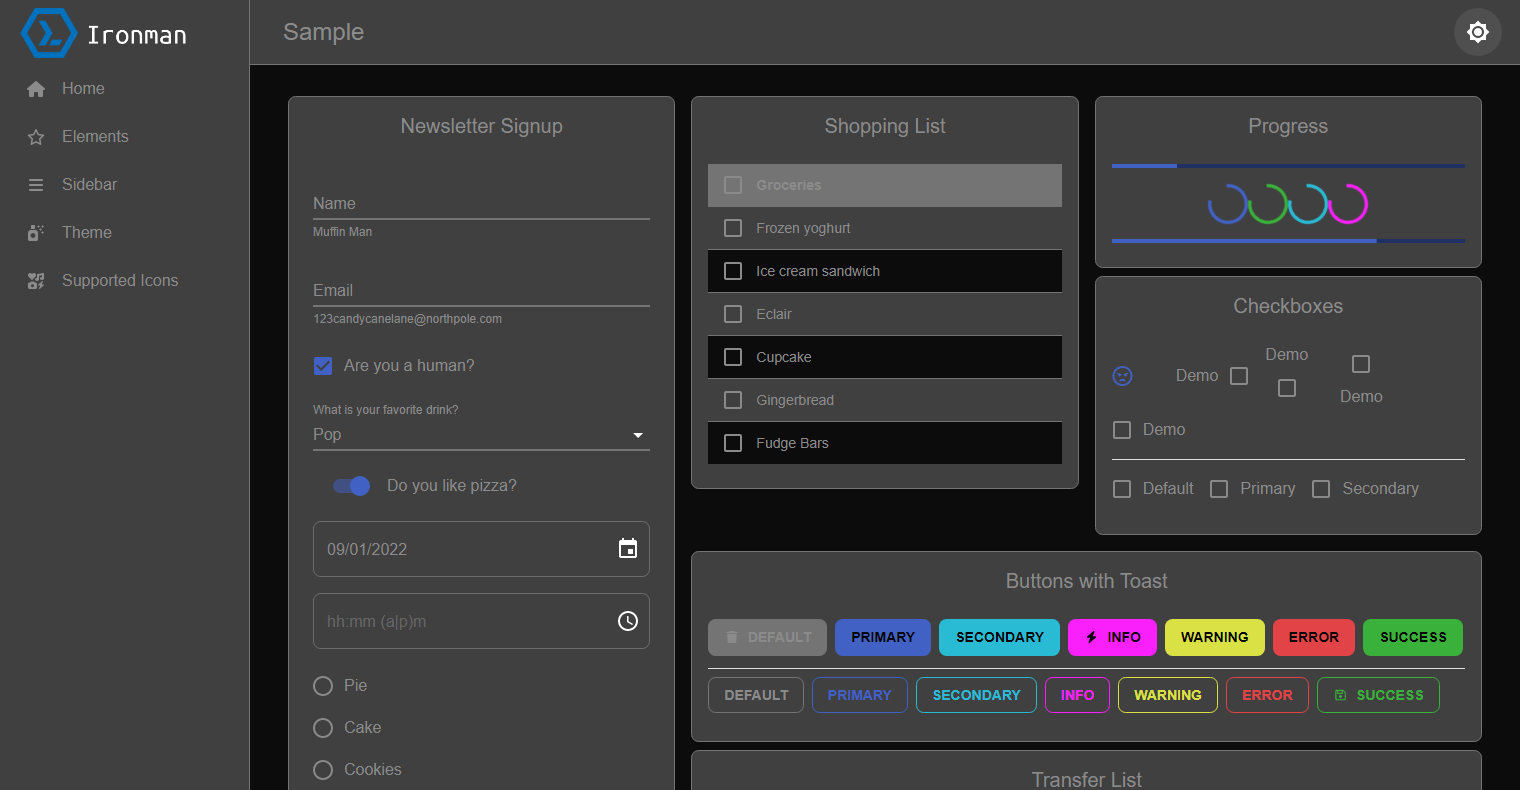 Ironman
Home
Elements
Sidebar
Theme
Supported Icons
Sample
Newsletter Signup
Name
Muffin Man
Email
123candycanelane@northpole.com
Are you a human?
What is your favorite drink?
Pop
Do you like pizza?
09/01/2022
hh:mm (a|p)m
Pie
Cake
Cookies
Shopping List
Groceries
Frozen yoghurt
Ice cream sandwich
Eclair
Cupcake
Gingerbread
Fudge Bars
Progress
Checkboxes
Demo
Demo
Demo
Demo
Default Primary Secondary
Buttons with Toast
DEFAULT PRIMARY SECONDARY INFO WARNING ERROR SUCCESS
DEFAULT PRIMARY SECONDARY INFO WARNING ERROR SUCCESS
Transfer List